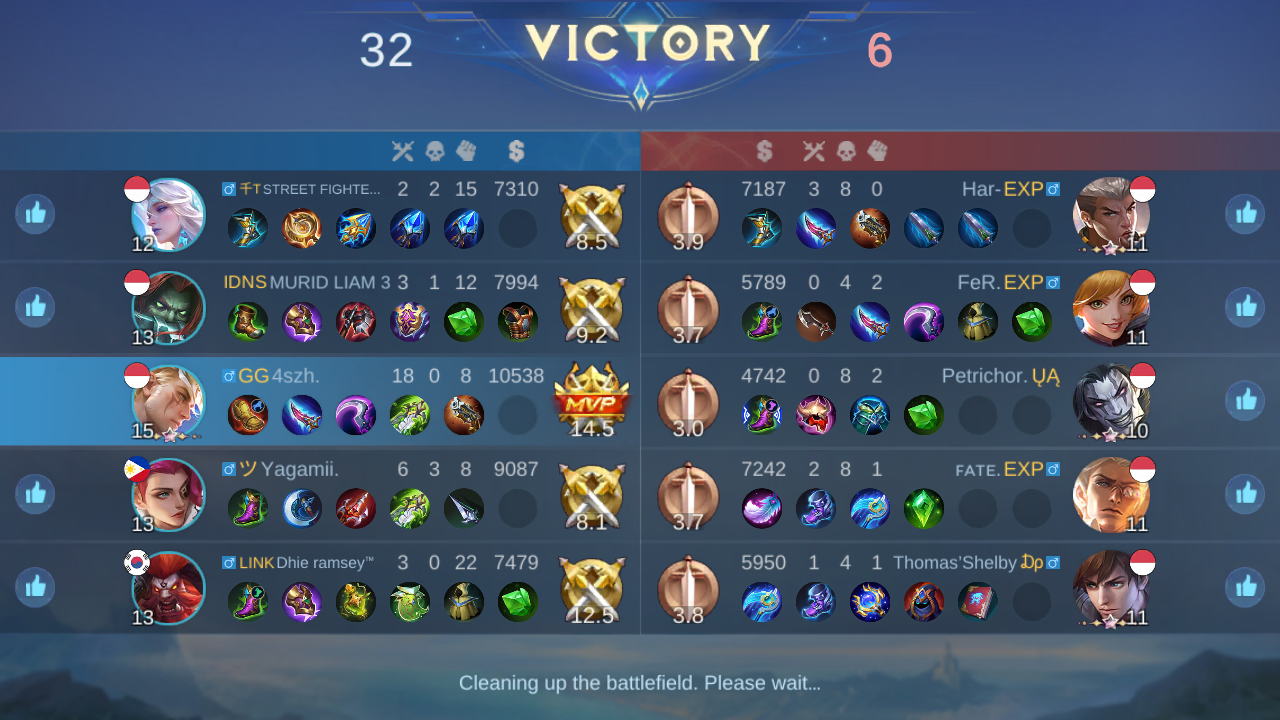 32 VICTORY 6
千T STREET FIGHTE... 2 2 15 7310 8.5 12
3.9 7187 3 8 0 Har-EXP 11
IDNS MURID LIAM 3 3 1 12 7994 9.2 13
3.7 5789 0 4 2 FeR.EXP 11
GG 4szh. 18 0 8 10538 MVP 14.5 15
3.0 4742 0 8 2 Petrichor. ŲĄ 10
ツ Yagamii. 6 3 8 9087 8.1 13
3.7 7242 2 8 1 FATE.EXP 11
LINK Dhie ramsey™ 3 0 22 7479 12.5 13
3.8 5950 1 4 1 Thomas'Shelby 11
Cleaning up the battlefield. Please wait...